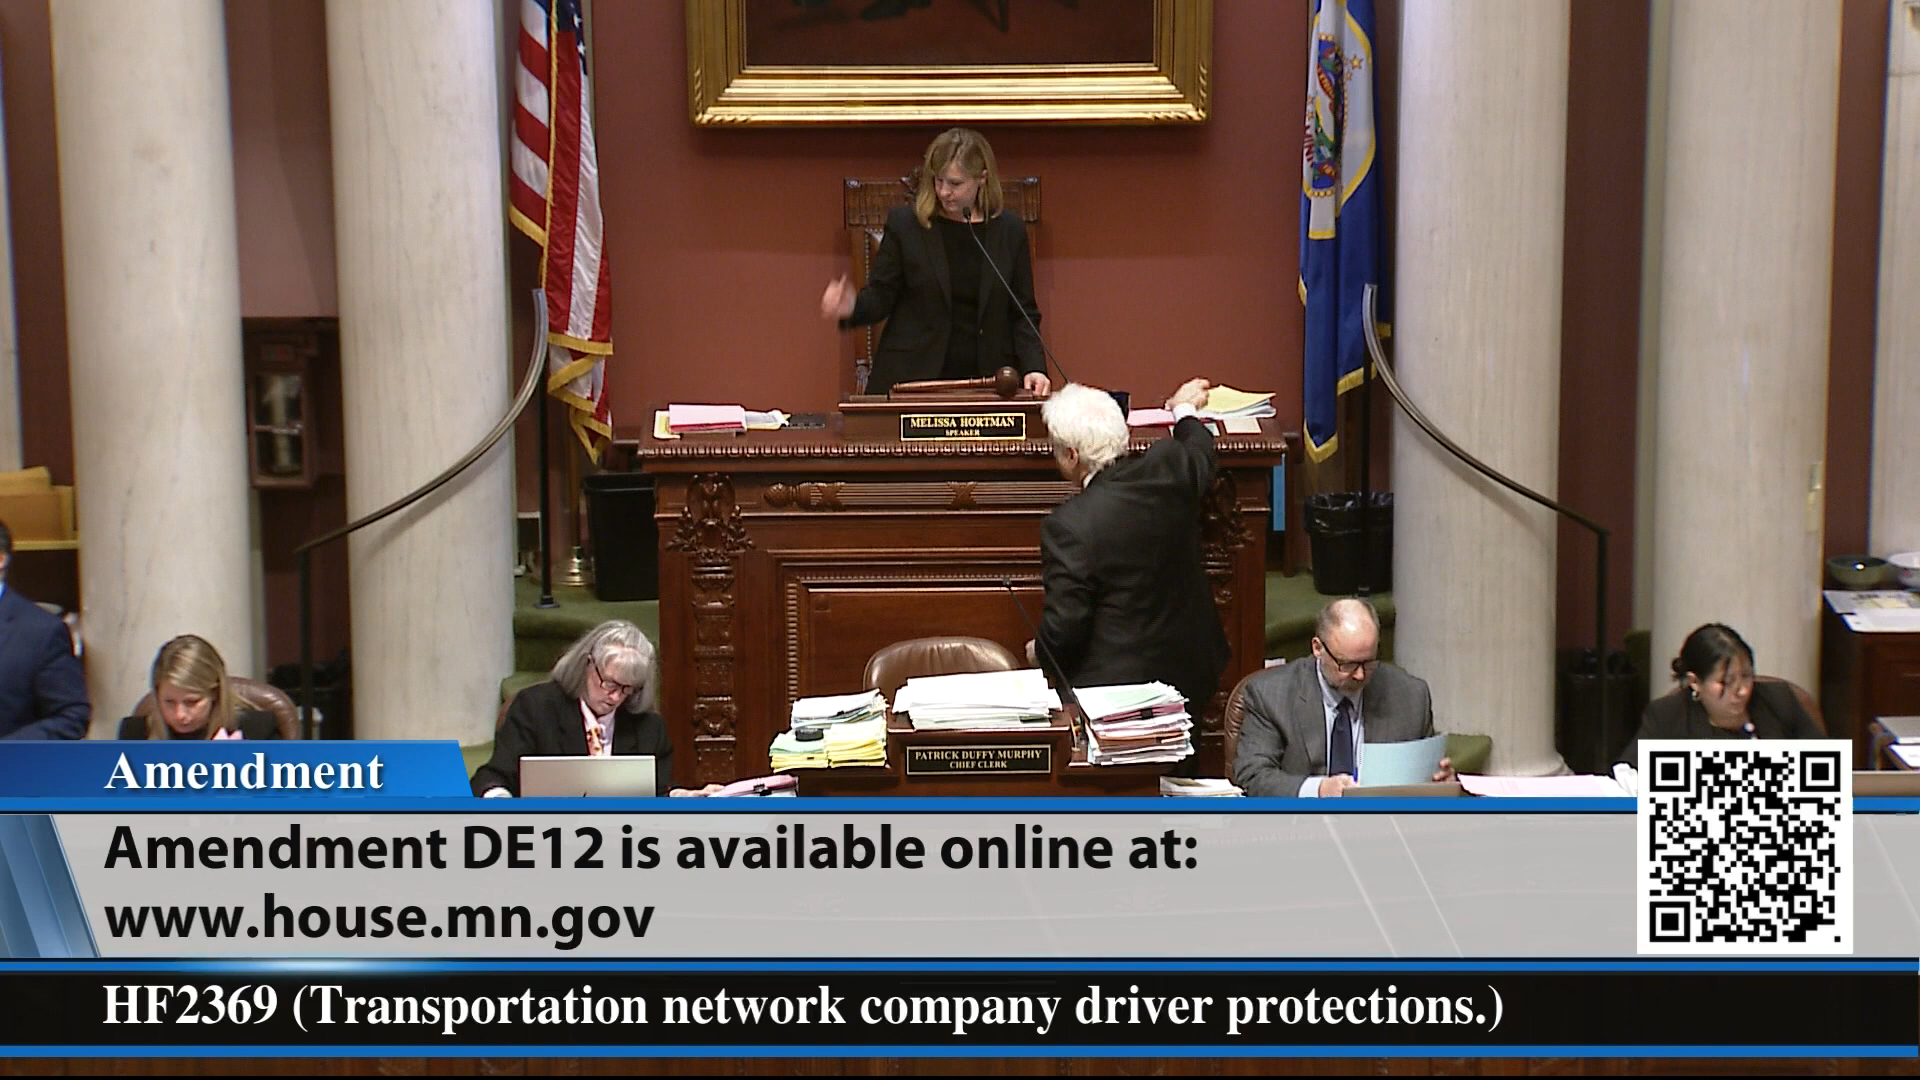 MELISSA HORTMAN
SPEAKER
PATRICK DUFFY MURPHY
CHIEF CLERK
Amendment
Amendment DE12 is available online at:
www.house.mn.gov
HF2369 (Transportation network company driver protections.)